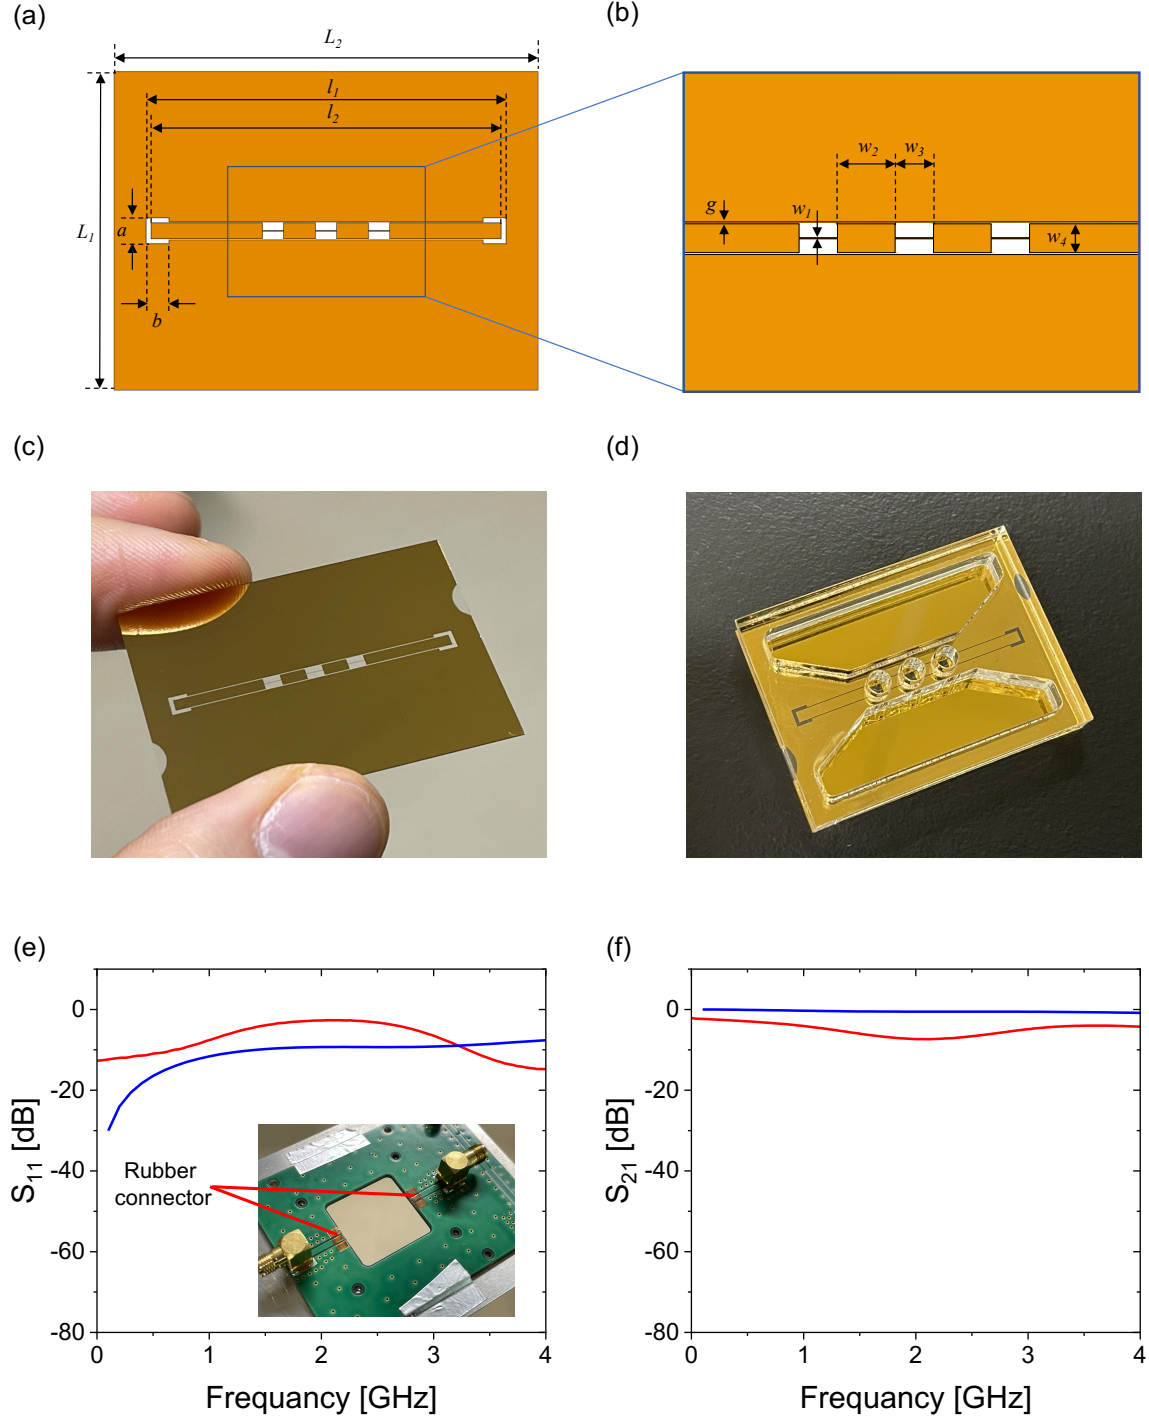 (a)
(b)
L2
l1
l2
L1
a
b
w2
w3
g
w1
w4
(c)
(d)
(e)
(f)
0
-20
-40
-60
-80
S11 [dB]
Rubber
connector
0
1
2
3
4
Frequancy [GHz]
0
-20
-40
-60
-80
S21 [dB]
0
1
2
3
4
Frequancy [GHz]